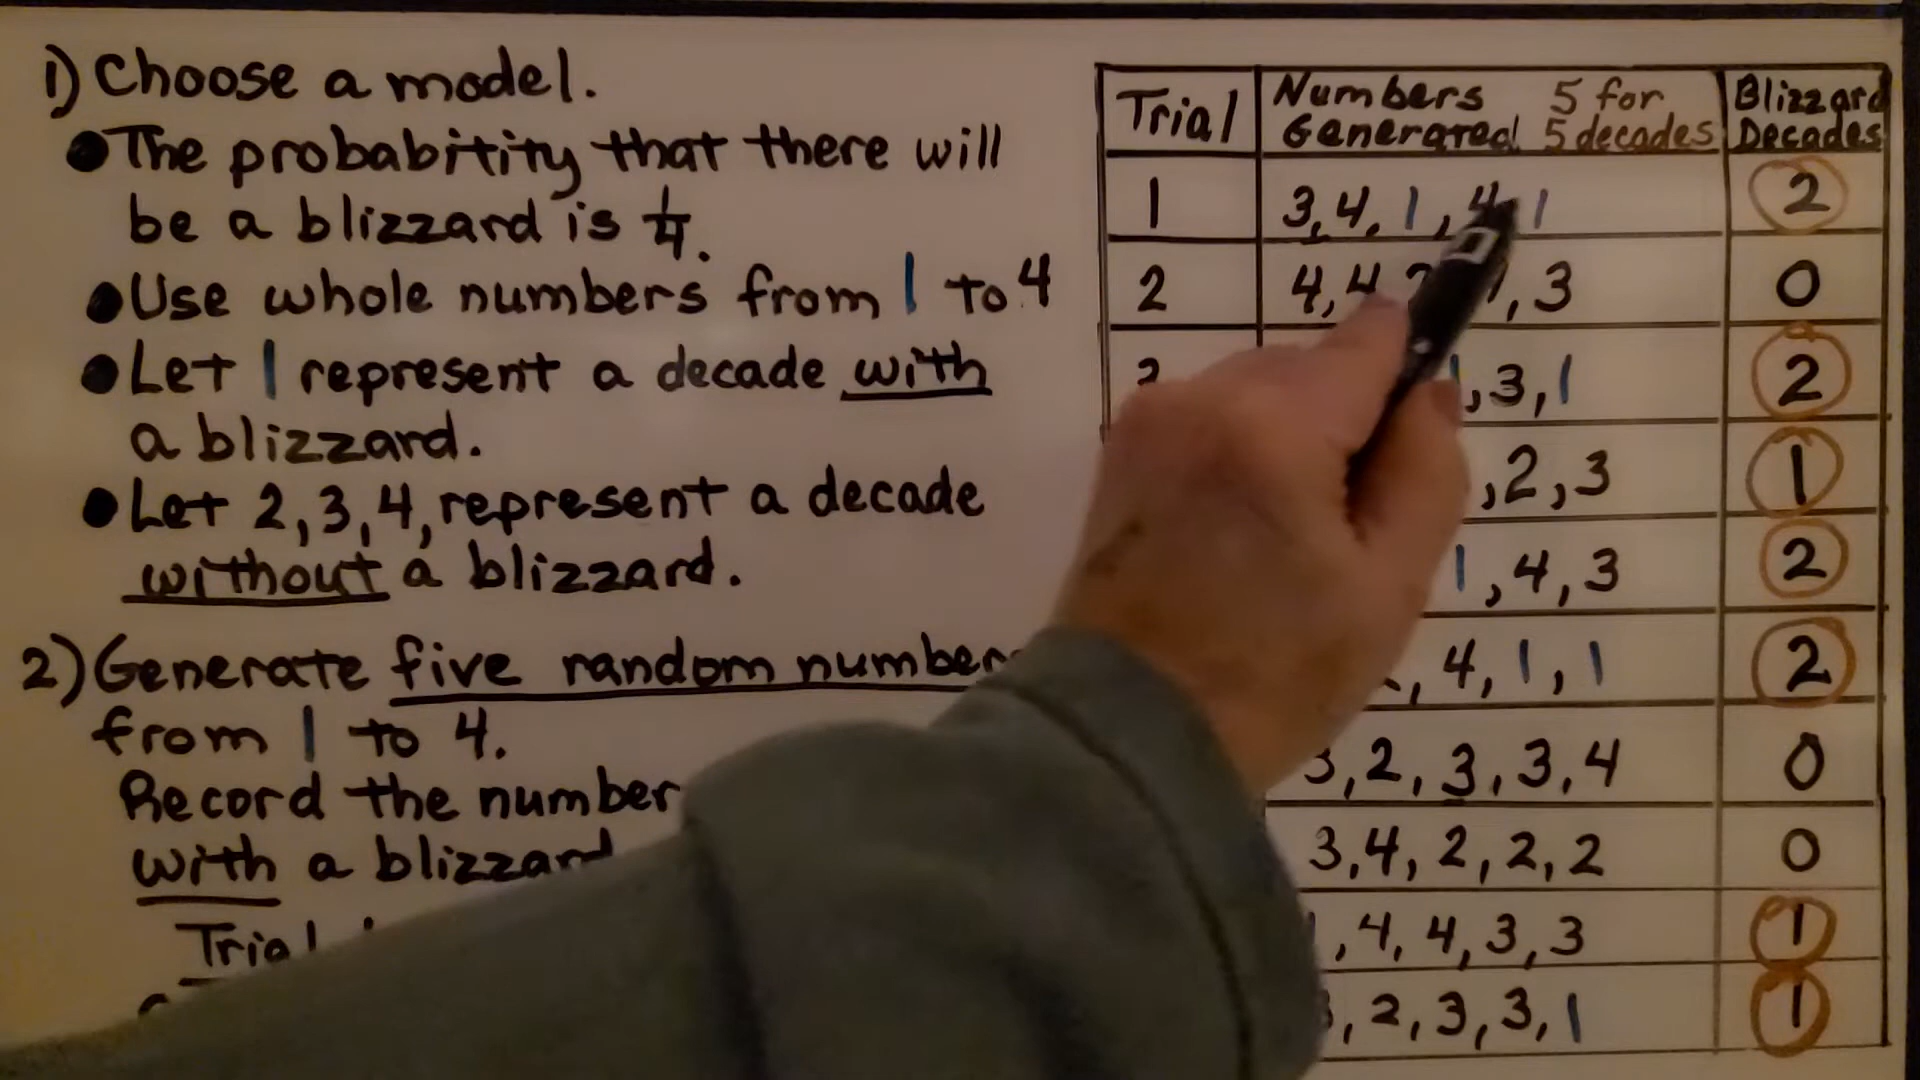 1) Choose a model.
• The probabitity that there will
be a blizzard is 1/4.
• Use whole numbers from 1 to 4
• Let 1 represent a decade with
a blizzard.
• Let 2, 3, 4, represent a decade
without a blizzard.
2) Generate five random
from 1 to 4.
Record the number
with a blizzard
Trial
Trial | Numbers Generated 5 for 5 decades | Blizzard Decades
1 | 3, 4, 1, 4, 1 | 2
2 | 4, 4, 3 | 0
, 3, 1 | 2
, 2, 3 | 1
1, 4, 3 | 2
, 4, 1, 1 | 2
3, 2, 3, 3, 4 | 0
3, 4, 2, 2, 2 | 0
, 4, 4, 3, 3 | 1
, 2, 3, 3, 1 | 1